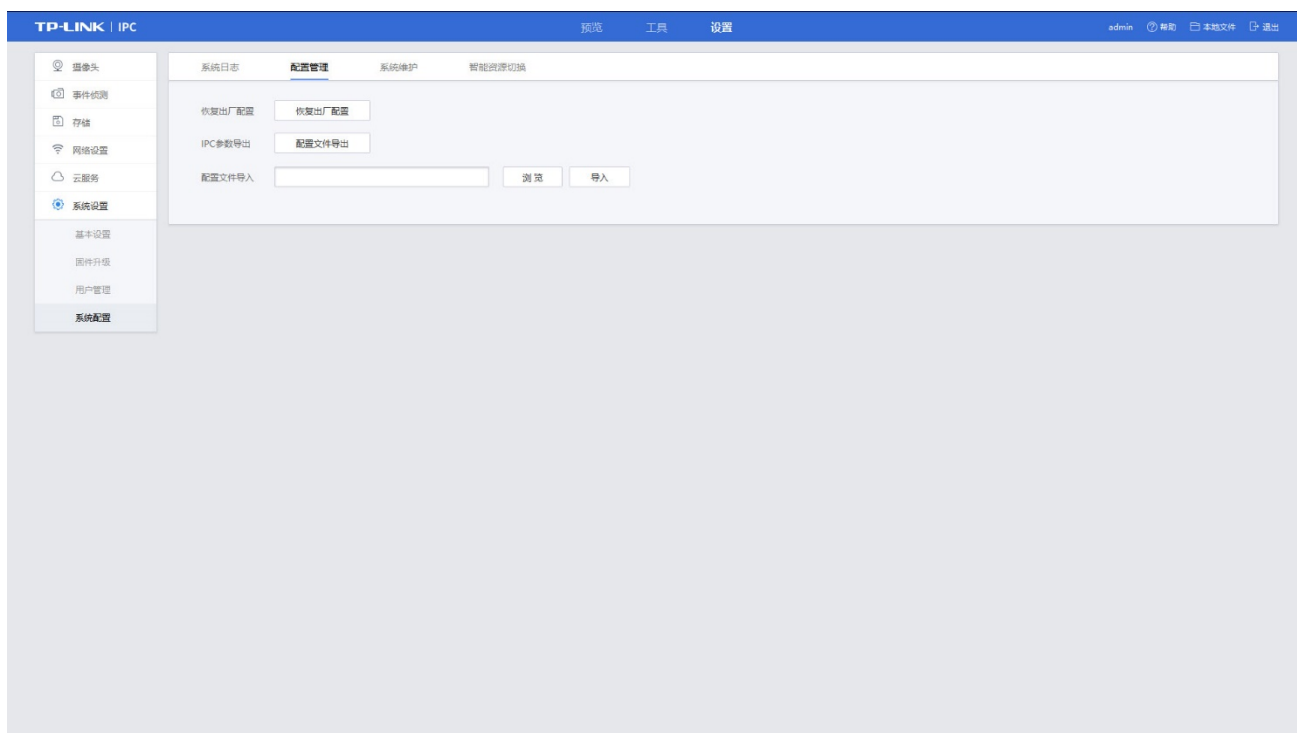 TP-LINK | IPC
预览 工具 设置
admin 帮助 本地文件 退出
摄像头
事件侦测
存储
网络设置
云服务
系统设置
基本设置
固件升级
用户管理
系统配置
系统日志 配置管理 系统维护 智能资源切换
恢复出厂配置 恢复出厂配置
IPC参数导出 配置文件导出
配置文件导入 浏览 导入